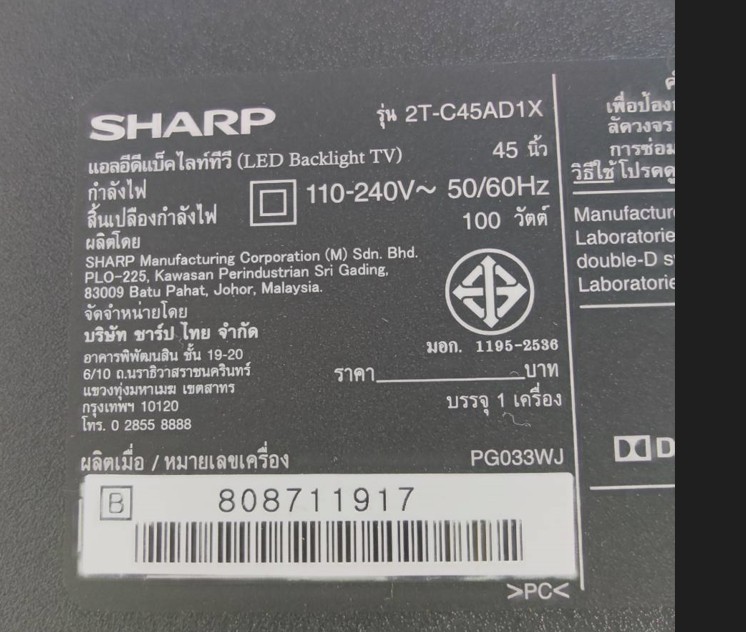 SHARP
รุ่น 2T-C45AD1X
แอลอีดีแบ็คไลท์ทีวี (LED Backlight TV) 45 นิ้ว
กำลังไฟ 110-240V~ 50/60Hz
สิ้นเปลืองกำลังไฟ 100 วัตต์
ผลิตโดย
SHARP Manufacturing Corporation (M) Sdn. Bhd.
PLO-225, Kawasan Perindustrian Sri Gading,
83009 Batu Pahat, Johor, Malaysia.
จัดจำหน่ายโดย
บริษัท ชาร์ป ไทย จำกัด
อาคารพิพัฒนสิน ชั้น 19-20
6/10 ถ.นราธิวาสราชนครินทร์
แขวงทุ่งมหาเมฆ เขตสาทร
กรุงเทพฯ 10120
โทร. 0 2855 8888
มอก. 1195-2536
ราคา บาท
บรรจุ 1 เครื่อง
ผลิตเมื่อ / หมายเลขเครื่อง PG033WJ
B 808711917
>PC<
เพื่อป้อง
ลัดวงจร
การซ่อม
วิธีใช้ โปรดดู
Manufactur
Laboratorie
double-D s
Laboratorie